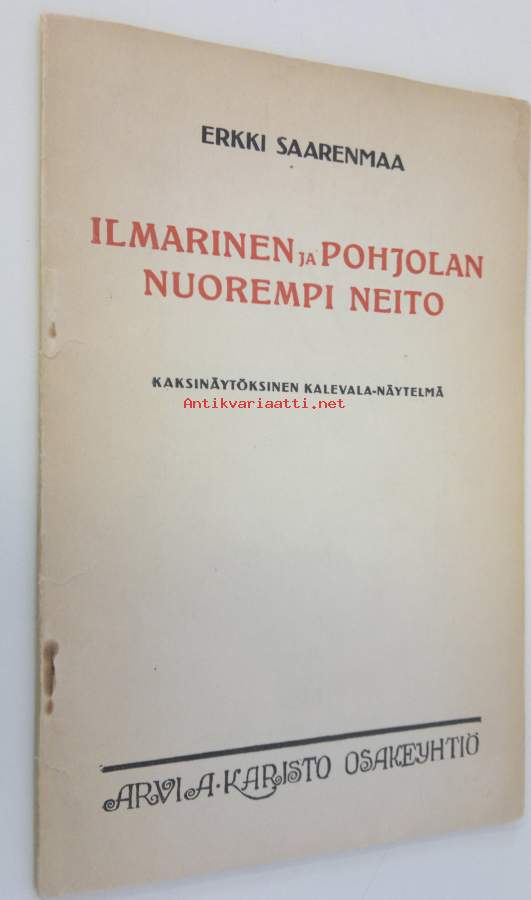 ERKKI SAARENMAA
ILMARINEN JA POHJOLAN
NUOREMPI NEITO
KAKSINÄYTÖKSINEN KALEVALA-NÄYTELMÄ
Antikvariaatti.net
ARVI A. KARISTO OSAKEYHTIÖ